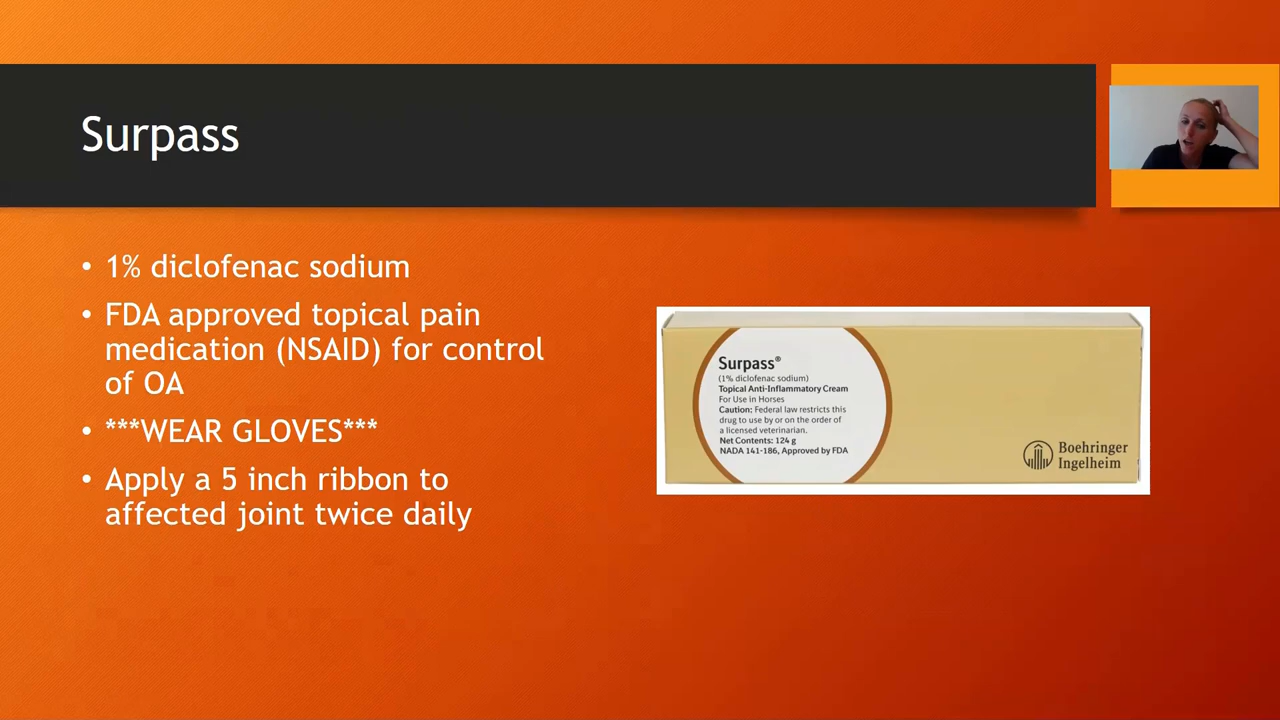 Surpass
• 1% diclofenac sodium
• FDA approved topical pain
medication (NSAID) for control
of OA
• ***WEAR GLOVES***
• Apply a 5 inch ribbon to
affected joint twice daily
Surpass®
(1% diclofenac sodium)
Topical Anti-Inflammatory Cream
For Use in Horses
Caution: Federal law restricts this
drug to use by or on the order of
a licensed veterinarian.
Net Contents: 124 g
NADA 141-186, Approved by FDA
Boehringer
Ingelheim